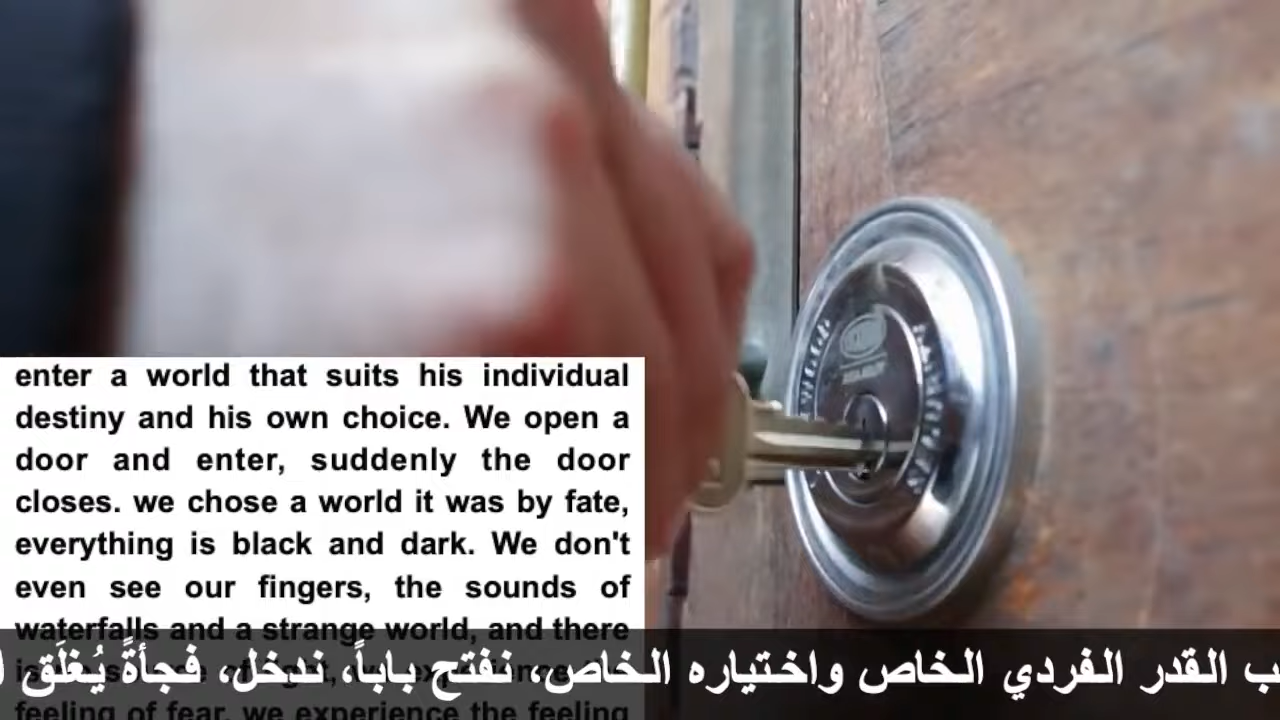 enter a world that suits his individual
destiny and his own choice. We open a
door and enter, suddenly the door
closes. we chose a world it was by fate,
everything is black and dark. We don't
even see our fingers, the sounds of
waterfalls and a strange world, and there
feeling of fear, we experience the feeling
القدر الفردي الخاص واختياره الخاص، نفتح باباً، ندخل، فجأةً يُغلَق